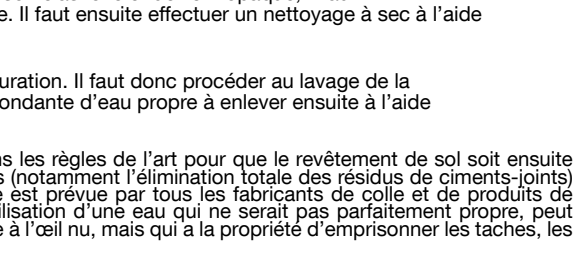 e. Il faut ensuite effectuer un nettoyage à sec à l’aide
uration. Il faut donc procéder au lavage de la
ondante d’eau propre à enlever ensuite à l’aide
ns les règles de l’art pour que le revêtement de sol soit ensuite
s (notamment l’élimination totale des résidus de ciments-joints)
e est prévue par tous les fabricants de colle et de produits de
ilisation d’une eau qui ne serait pas parfaitement propre, peut
e à l’œil nu, mais qui a la propriété d’emprisonner les taches, les